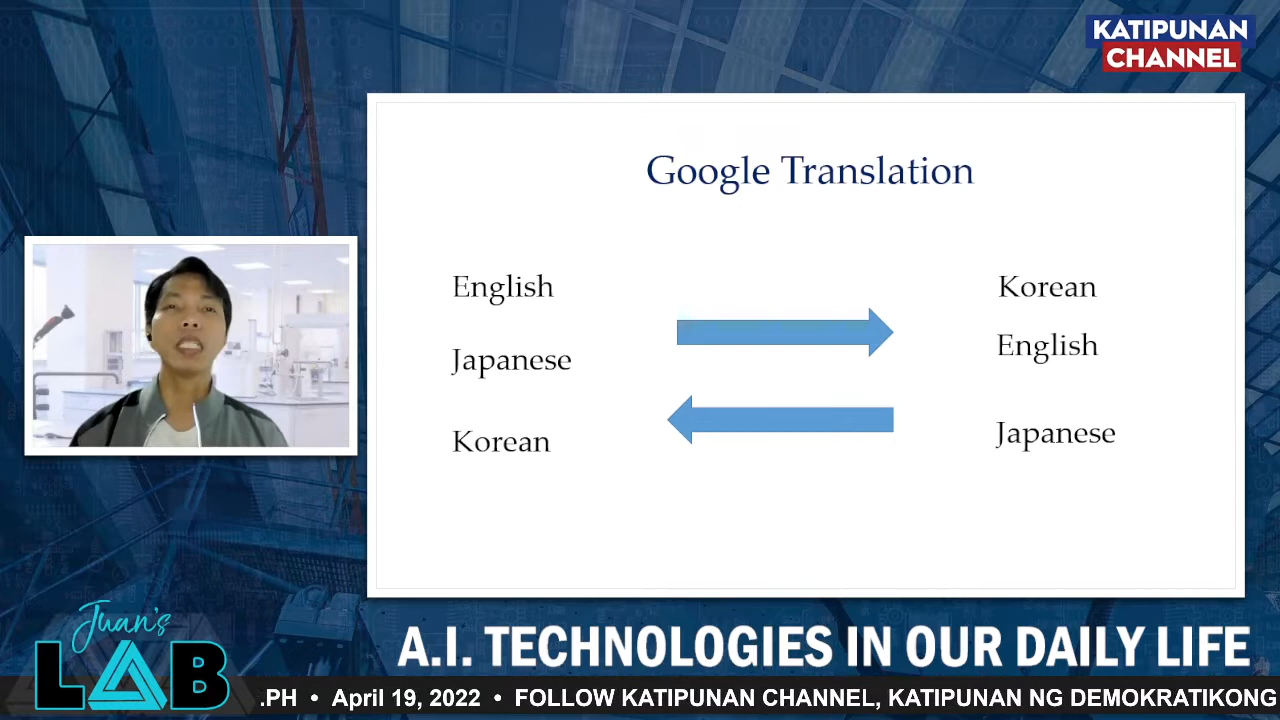 KATIPUNAN
CHANNEL
Google Translation
English
Korean
Japanese
English
Korean
Japanese
Juan's
LAB
A.I. TECHNOLOGIES IN OUR DAILY LIFE
.PH • April 19, 2022 • FOLLOW KATIPUNAN CHANNEL, KATIPUNAN NG DEMOKRATIKONG